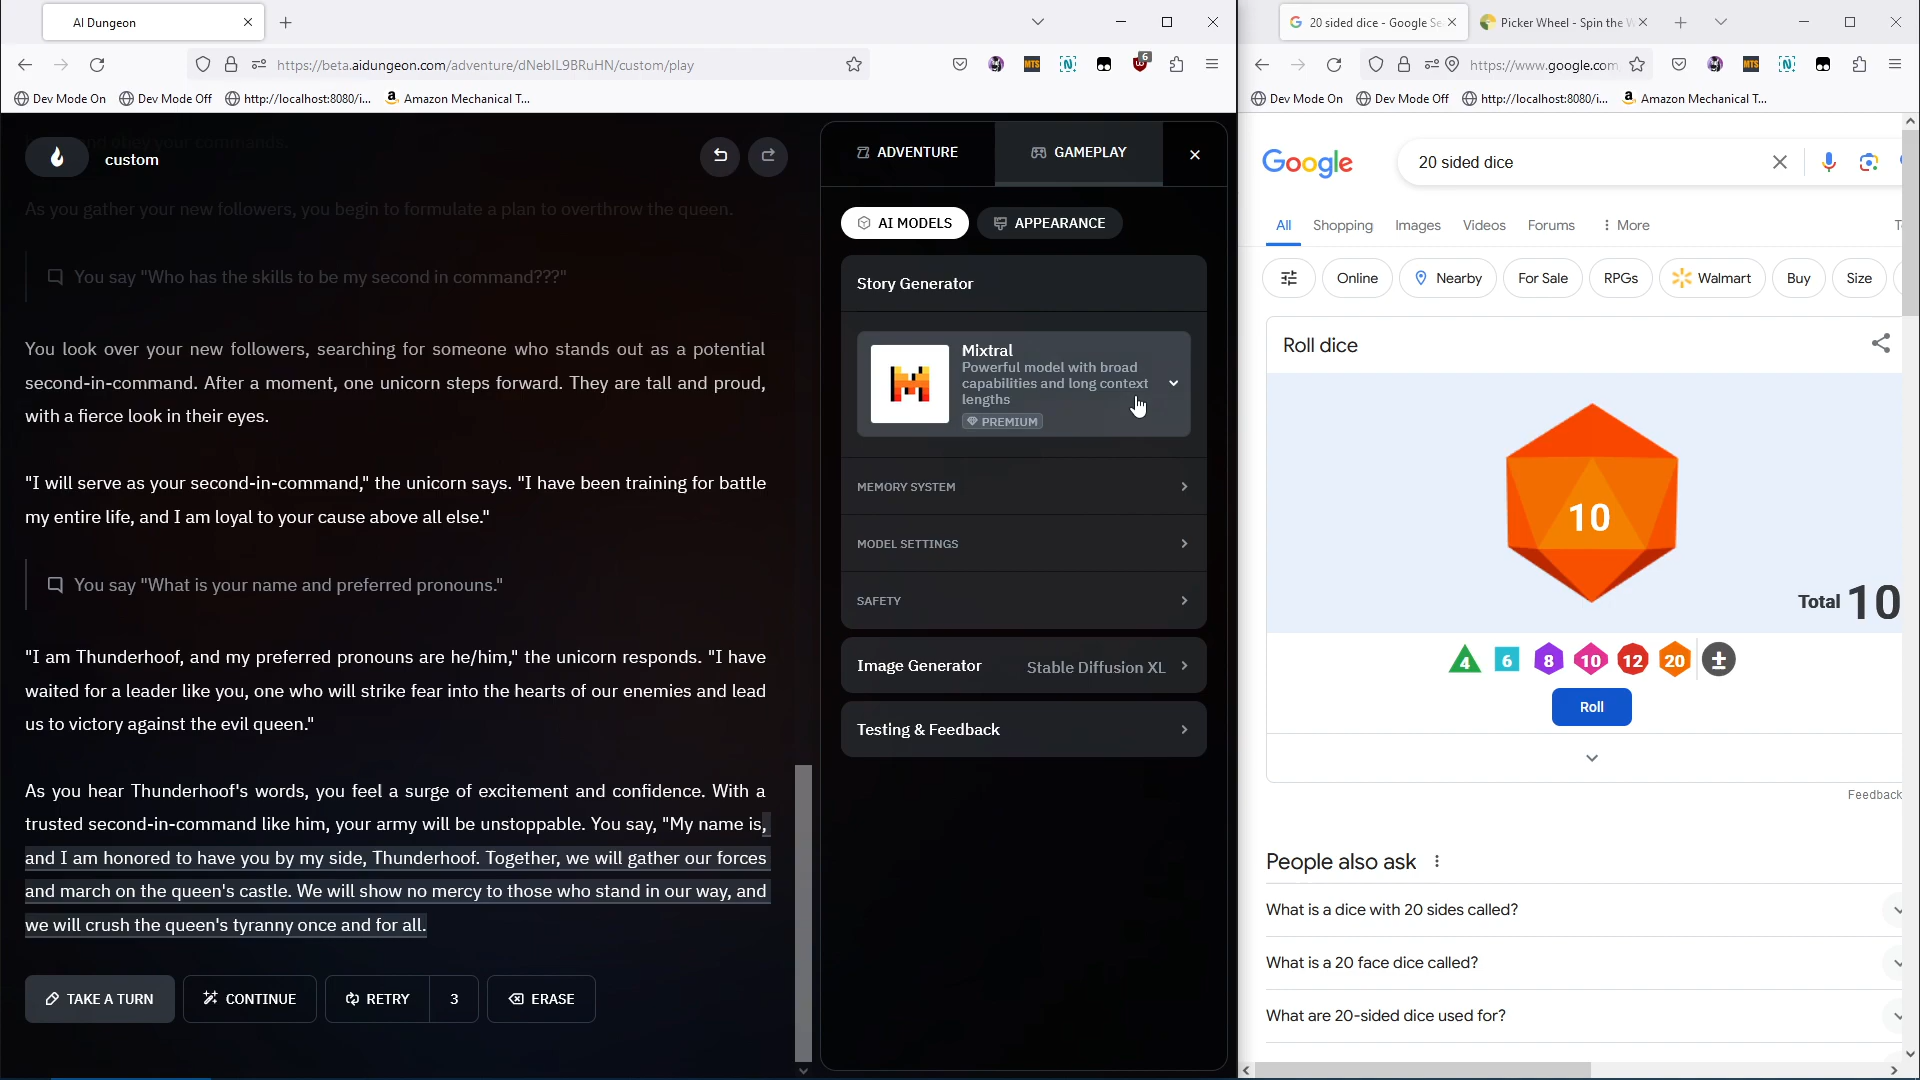 AI Dungeon
https://beta.aidungeon.com/adventure/dNebIL9BRuHN/custom/play
6
Dev Mode On
Dev Mode Off
http://localhost:8080/i...
Amazon Mechanical T...
custom
and obey your commands.
As you gather your new followers, you begin to formulate a plan to overthrow the queen.
You say "Who has the skills to be my second in command???"
You look over your new followers, searching for someone who stands out as a potential
second-in-command. After a moment, one unicorn steps forward. They are tall and proud,
with a fierce look in their eyes.
"I will serve as your second-in-command," the unicorn says. "I have been training for battle
my entire life, and I am loyal to your cause above all else."
You say "What is your name and preferred pronouns."
"I am Thunderhoof, and my preferred pronouns are he/him," the unicorn responds. "I have
waited for a leader like you, one who will strike fear into the hearts of our enemies and lead
us to victory against the evil queen."
As you hear Thunderhoof's words, you feel a surge of excitement and confidence. With a
trusted second-in-command like him, your army will be unstoppable. You say, "My name is,
and I am honored to have you by my side, Thunderhoof. Together, we will gather our forces
and march on the queen's castle. We will show no mercy to those who stand in our way, and
we will crush the queen's tyranny once and for all.
TAKE A TURN
CONTINUE
RETRY
3
ERASE
ADVENTURE
GAMEPLAY
AI MODELS
APPEARANCE
Story Generator
Mixtral
Powerful model with broad
capabilities and long context
lengths
PREMIUM
MEMORY SYSTEM
MODEL SETTINGS
SAFETY
Image Generator
Stable Diffusion XL
Testing & Feedback
20 sided dice - Google Se
Picker Wheel - Spin the W
https://www.google.com
MTS
Dev Mode On
Dev Mode Off
http://localhost:8080/i...
Amazon Mechanical T...
Google
20 sided dice
All
Shopping
Images
Videos
Forums
More
T
Online
Nearby
For Sale
RPGs
Walmart
Buy
Size
Roll dice
10
Total 10
4
6
8
10
12
20
Roll
Feedback
People also ask
What is a dice with 20 sides called?
What is a 20 face dice called?
What are 20-sided dice used for?